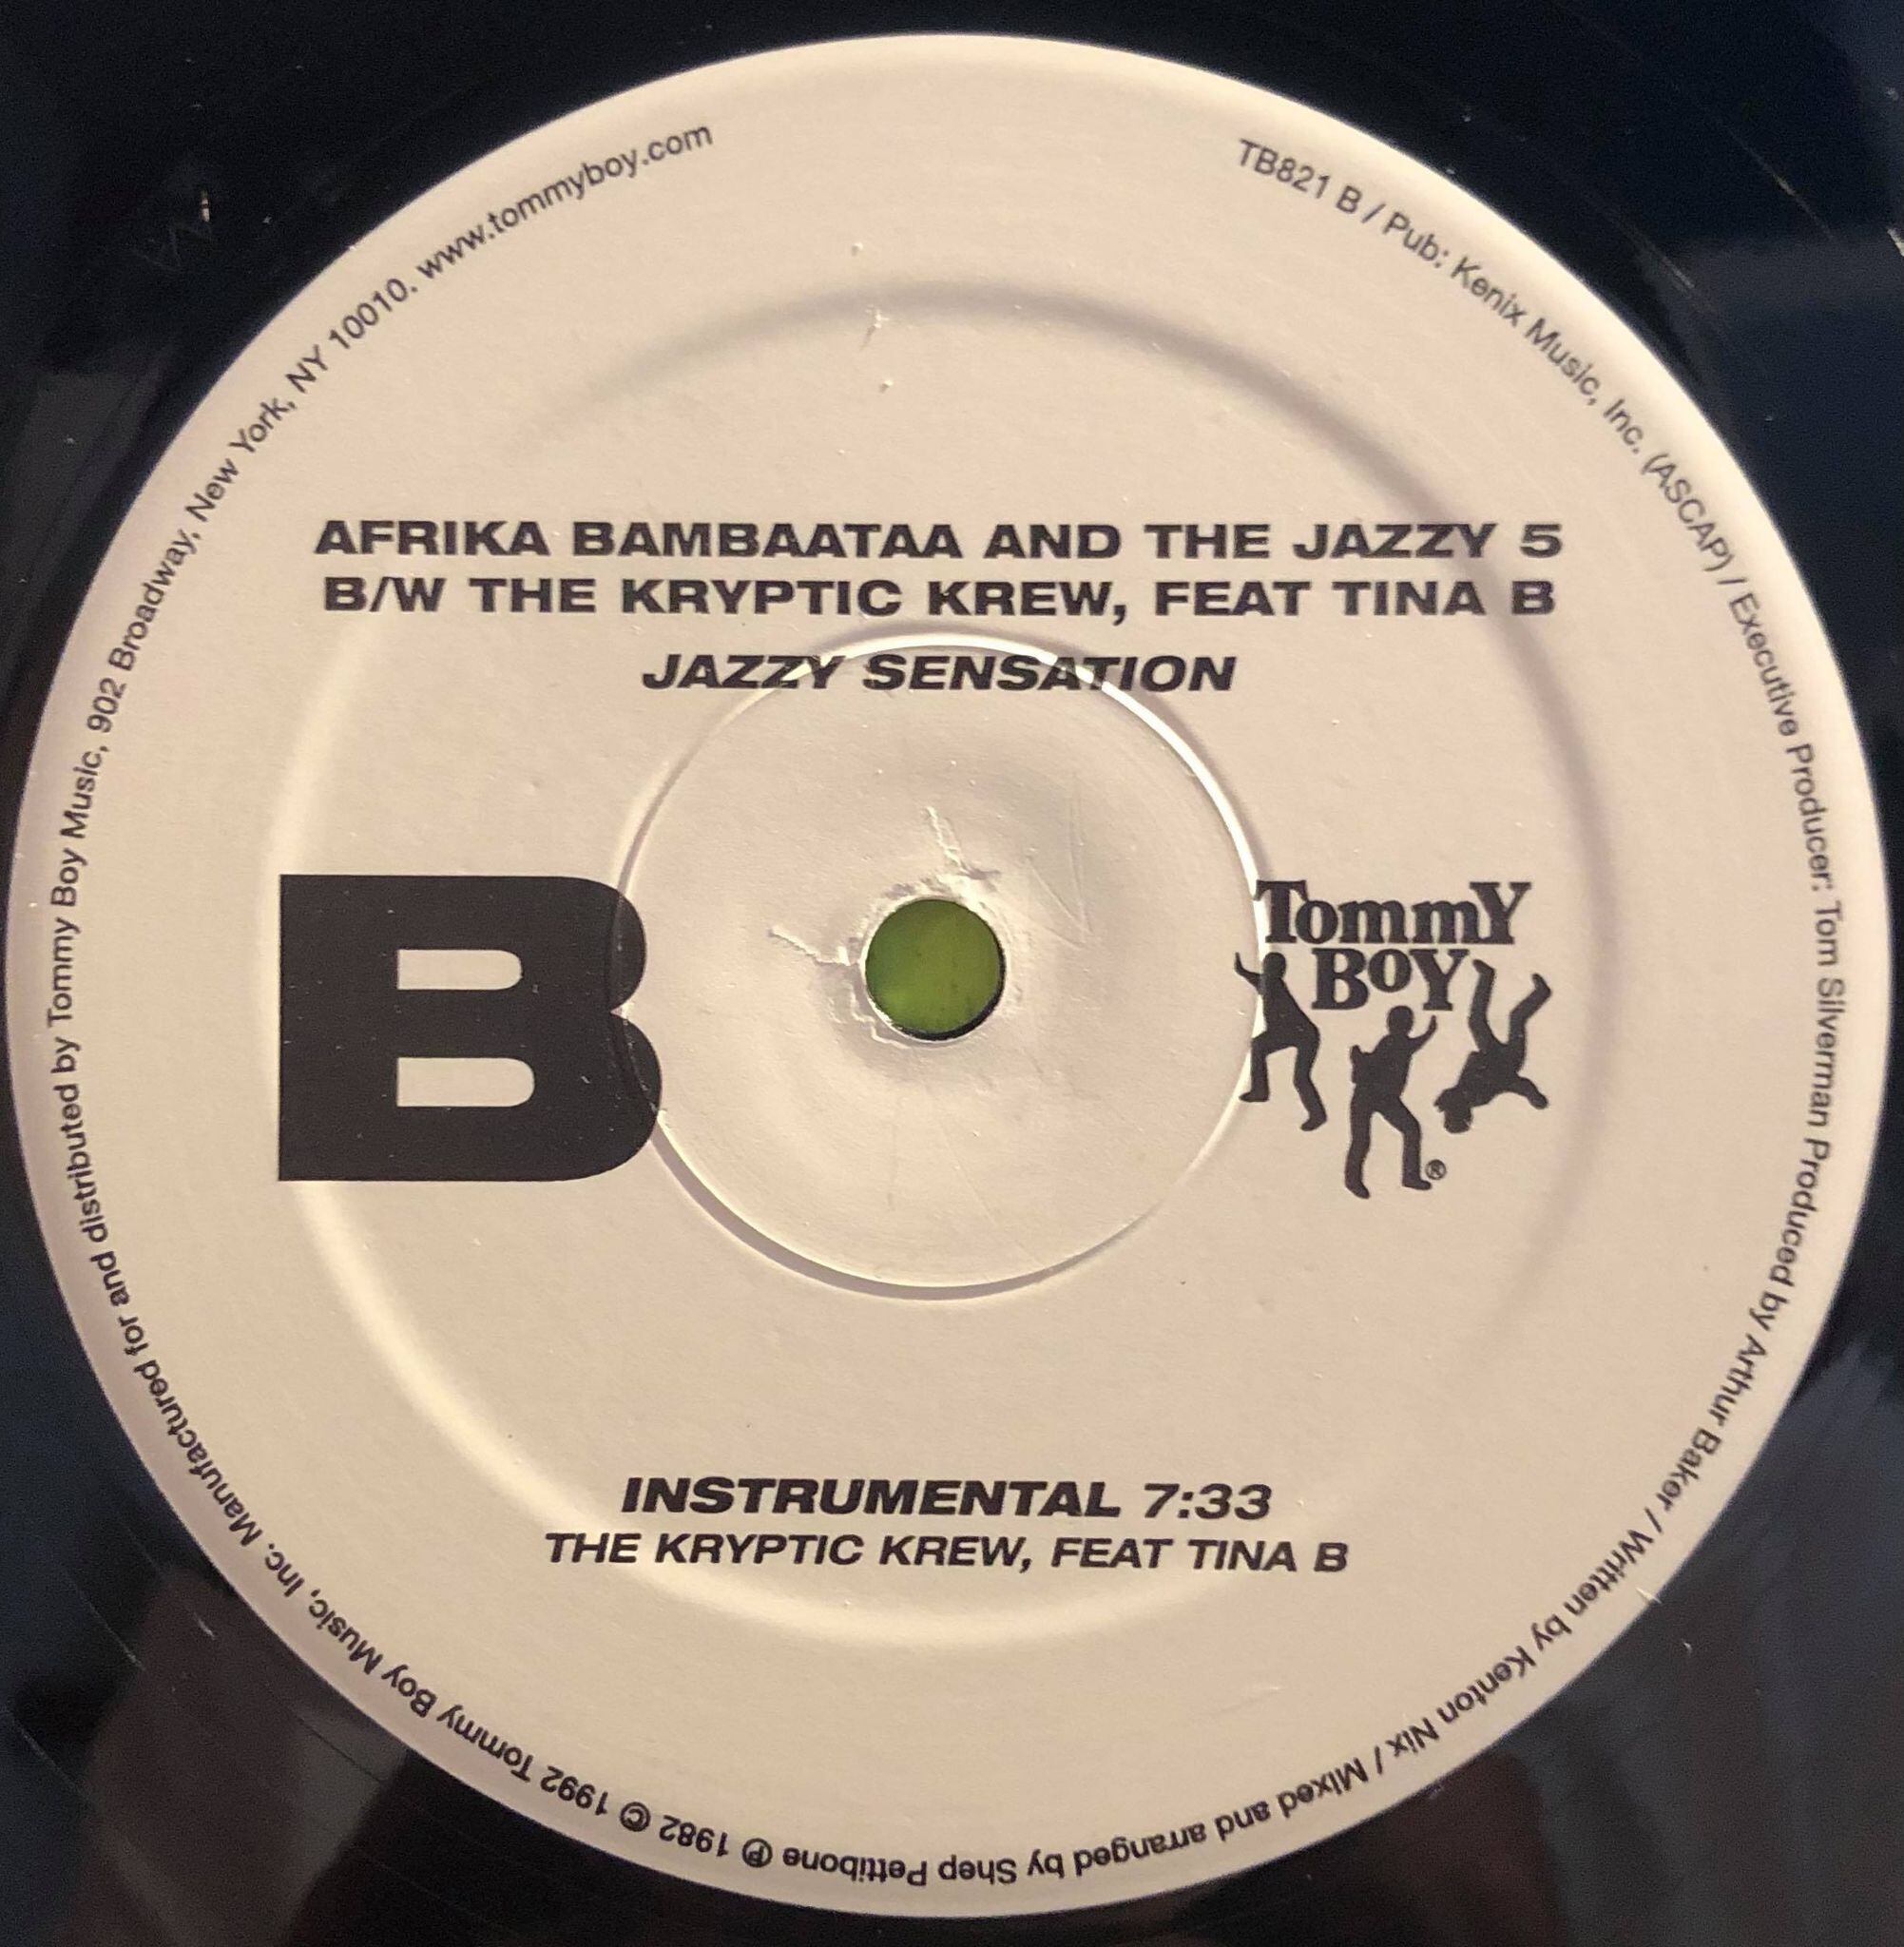 AFRIKA BAMBAATAA AND THE JAZZY 5
B/W THE KRYPTIC KREW, FEAT TINA B
JAZZY SENSATION
B
TommY
BoY
®
INSTRUMENTAL 7:33
THE KRYPTIC KREW, FEAT TINA B
TB821 B / Pub: Kenix Music, Inc. (ASCAP) / Executive Producer: Tom Silverman Produced by Arthur Baker / Written by Kenton Nix / Mixed and arranged by Shep Pettibone ℗ 1982 © 1992 Tommy Boy Music, Inc. Manufactured for and distributed by Tommy Boy Music, 902 Broadway, New York, NY 10010. www.tommyboy.com